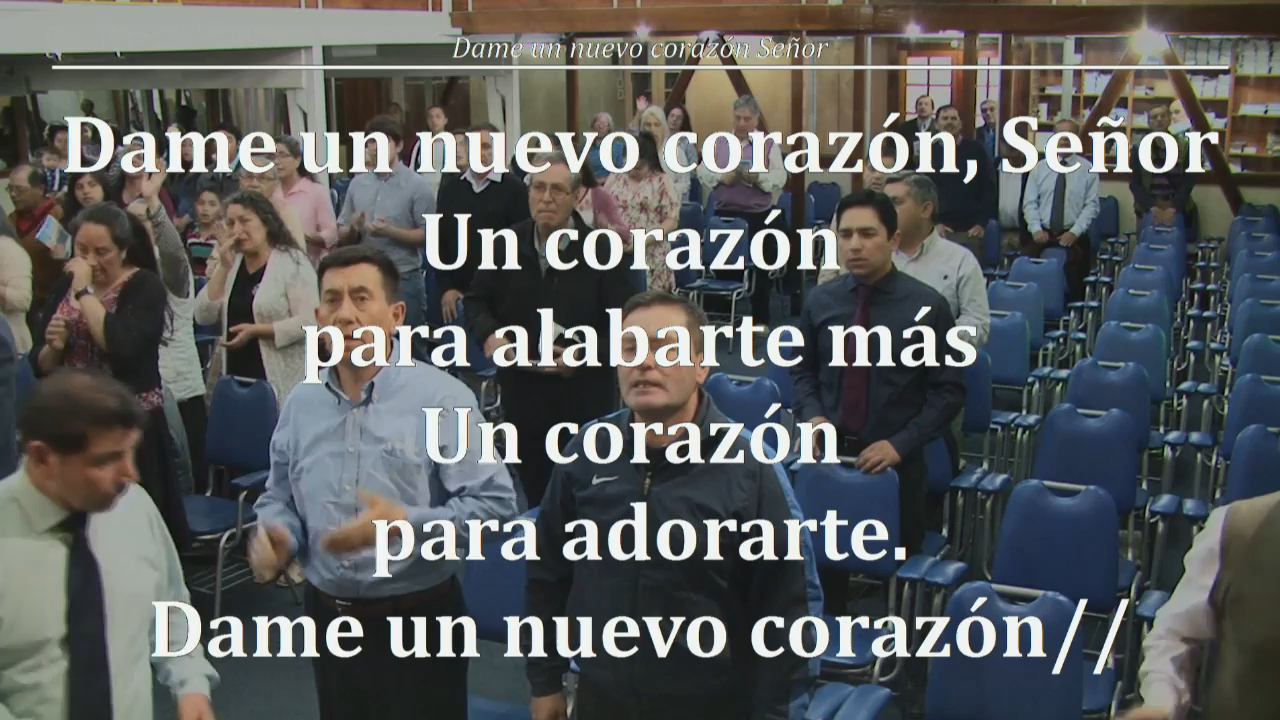 Dame un nuevo corazón Señor
Dame un nuevo corazón, Señor
Un corazón
para alabarte más
Un corazón
para adorarte.
Dame un nuevo corazón//